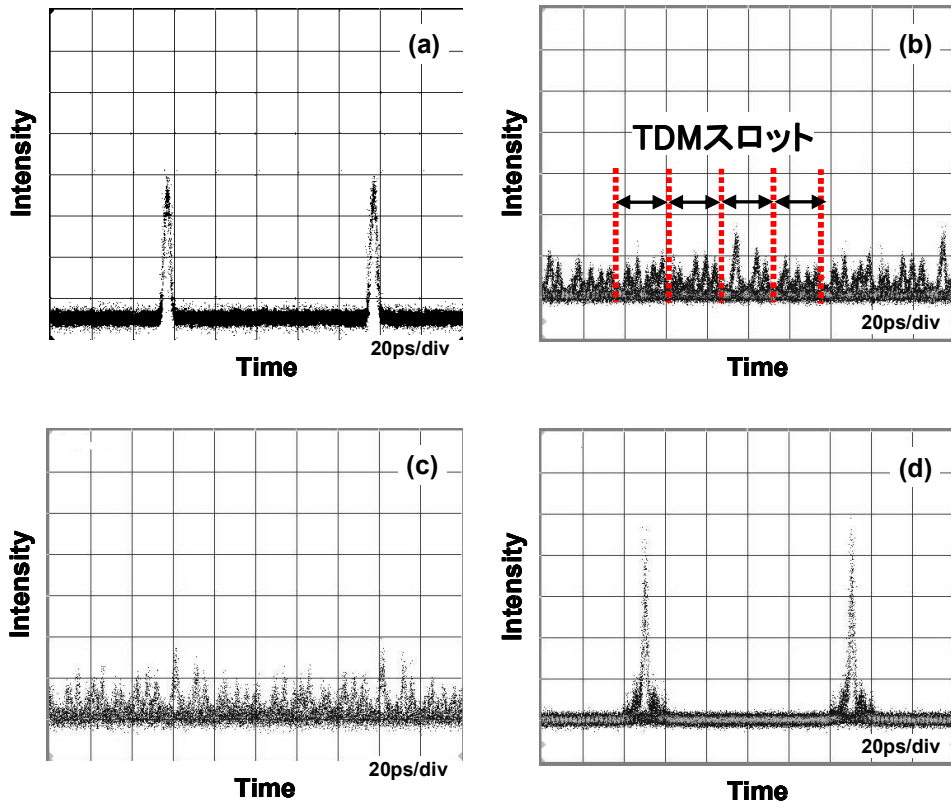 (a)
Intensity
20ps/div
Time
(b)
TDMスロット
Intensity
20ps/div
Time
(c)
Intensity
20ps/div
Time
(d)
Intensity
20ps/div
Time